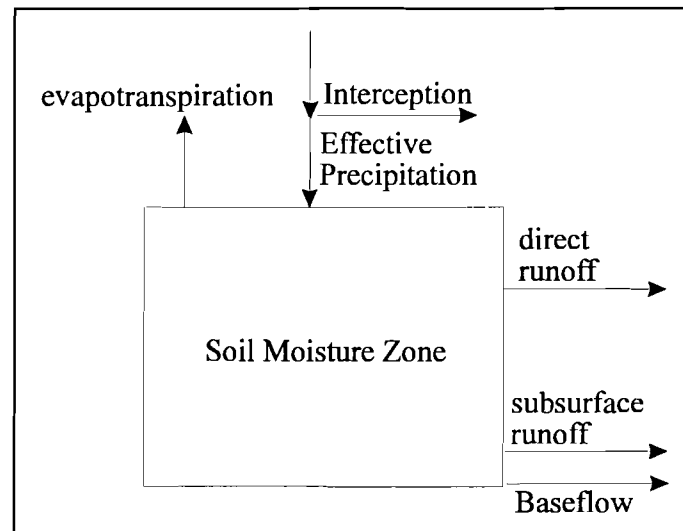 evapotranspiration
Interception
Effective
Precipitation
direct
runoff
Soil Moisture Zone
subsurface
runoff
Baseflow